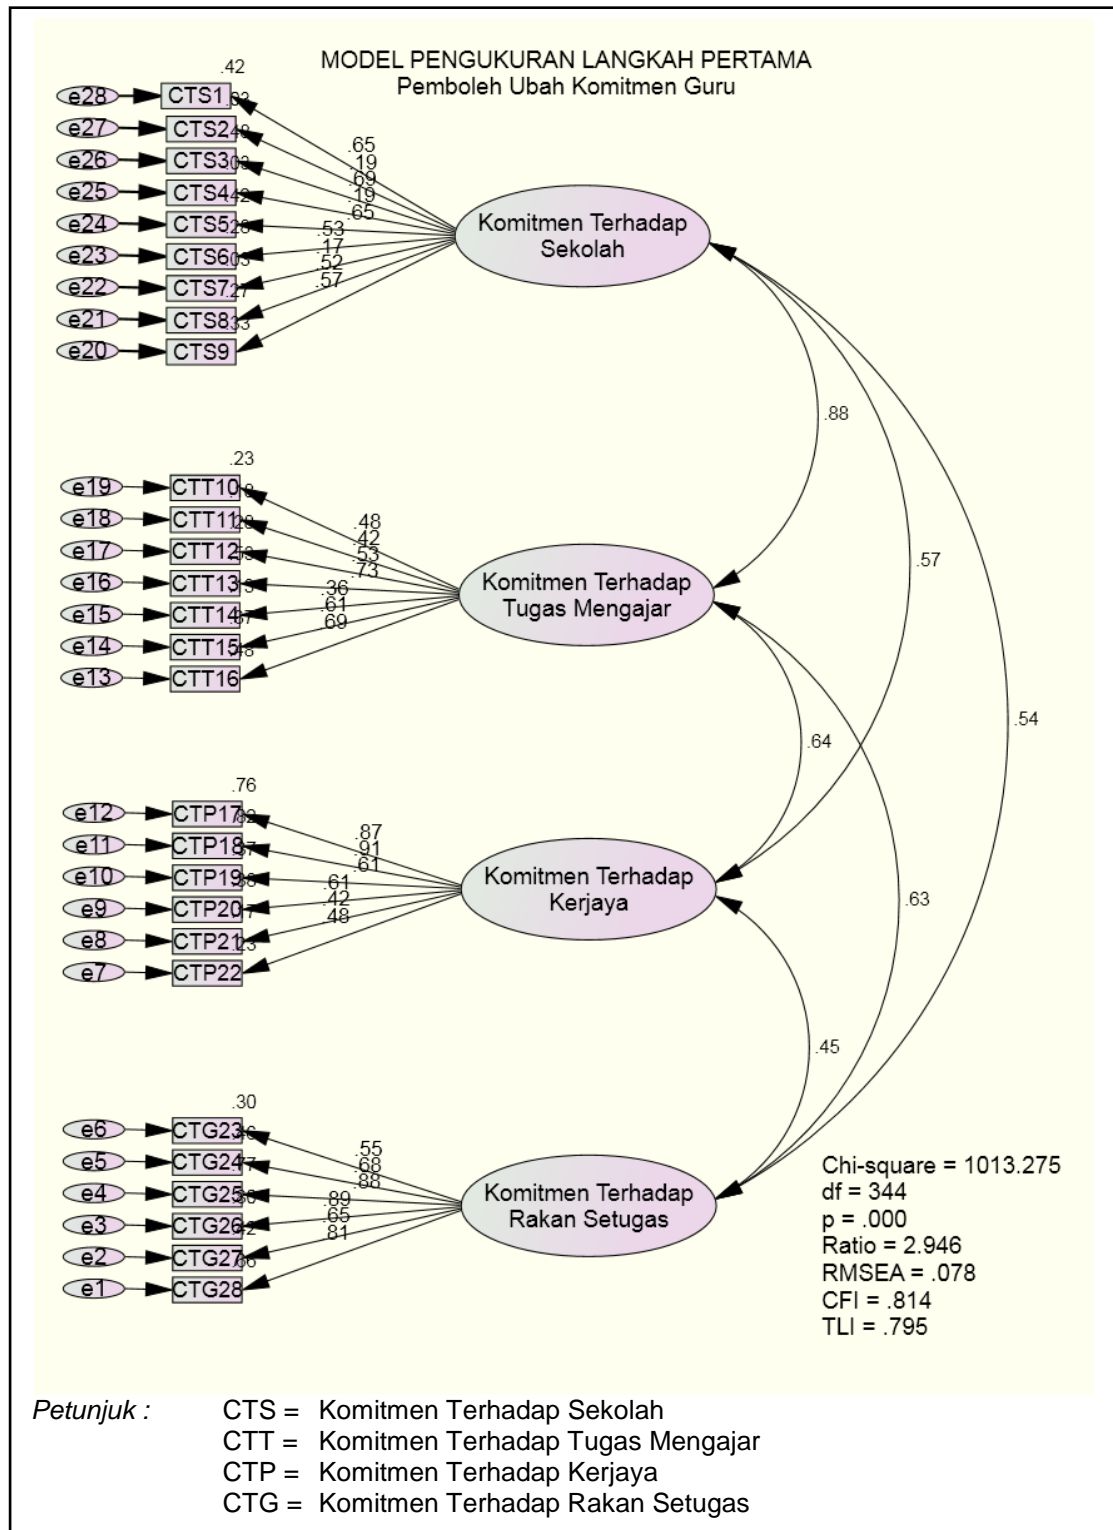 MODEL PENGUKURAN LANGKAH PERTAMA
Pemboleh Ubah Komitmen Guru
.42
e28 CTS1
e27 CTS2
e26 CTS3
e25 CTS4
e24 CTS5
e23 CTS6
e22 CTS7
e21 CTS8
e20 CTS9
.65
.19
.69
.19
.65
.53
.17
.52
.57
Komitmen Terhadap
Sekolah
.88
.57
.54
.23
e19 CTT10
e18 CTT11
e17 CTT12
e16 CTT13
e15 CTT14
e14 CTT15
e13 CTT16
.48
.42
.53
.73
.36
.61
.69
Komitmen Terhadap
Tugas Mengajar
.64
.63
.76
e12 CTP17
e11 CTP18
e10 CTP19
e9 CTP20
e8 CTP21
e7 CTP22
.87
.91
.61
.61
.42
.48
Komitmen Terhadap
Kerjaya
.45
.30
e6 CTG23
e5 CTG24
e4 CTG25
e3 CTG26
e2 CTG27
e1 CTG28
.55
.68
.88
.89
.65
.81
Komitmen Terhadap
Rakan Setugas
Chi-square = 1013.275
df = 344
p = .000
Ratio = 2.946
RMSEA = .078
CFI = .814
TLI = .795
Petunjuk : CTS = Komitmen Terhadap Sekolah
CTT = Komitmen Terhadap Tugas Mengajar
CTP = Komitmen Terhadap Kerjaya
CTG = Komitmen Terhadap Rakan Setugas